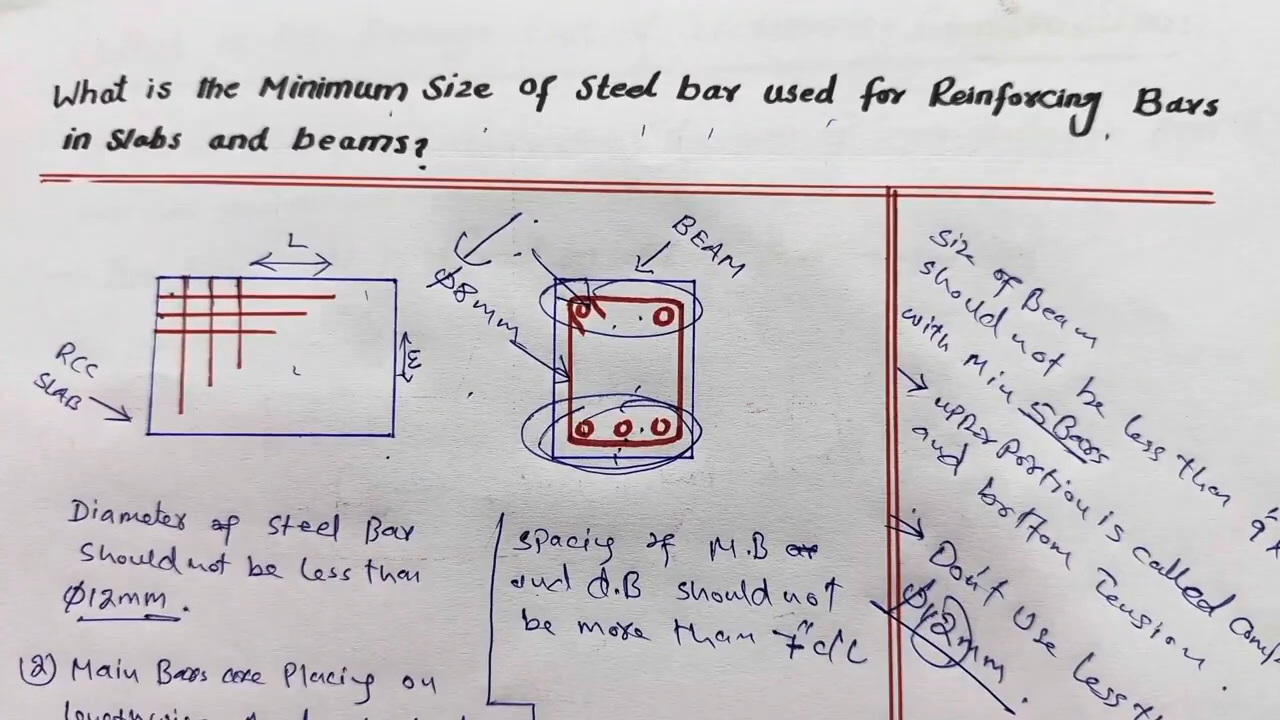 What is the Minimum Size of Steel bar used for Reinforcing Bars
in Slabs and beams?
L
W
RCC
SLAB
BEAM
φ8mm
Diameter of Steel Bar
should not be less than
φ12mm.
(2) Main Bars are Placing on
spacing of M.B or
and d.B should not
be more than 7" c/c
Size of Beam
should not be less than 9"
with Min 5Bars
upper portion is called
and bottom Tension.
Don't Use less
φ12mm.